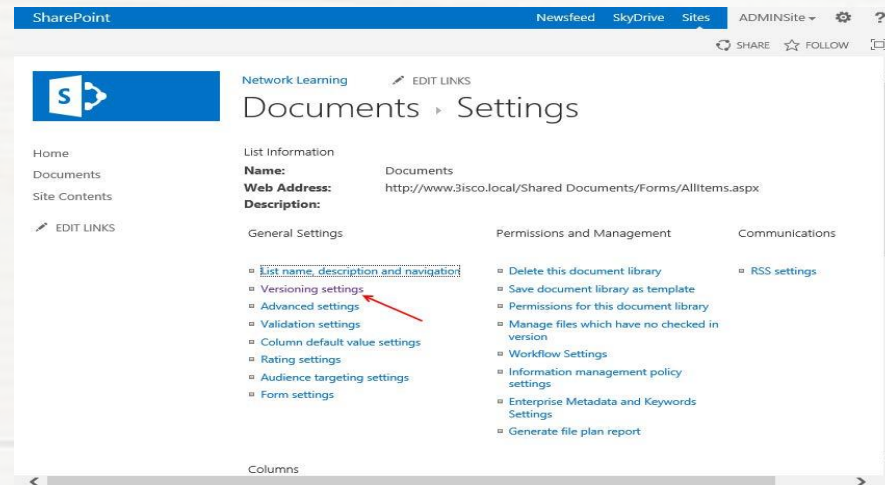 SharePoint
Newsfeed SkyDrive Sites ADMINSite ?
SHARE FOLLOW
S
Network Learning EDIT LINKS
Documents Settings
Home
Documents
Site Contents
EDIT LINKS
List Information
Name: Documents
Web Address: http://www.3isco.local/Shared Documents/Forms/AllItems.aspx
Description:
General Settings
List name, description and navigation
Versioning settings
Advanced settings
Validation settings
Column default value settings
Rating settings
Audience targeting settings
Form settings
Permissions and Management
Delete this document library
Save document library as template
Permissions for this document library
Manage files which have no checked in
version
Workflow Settings
Information management policy
settings
Enterprise Metadata and Keywords
Settings
Generate file plan report
Communications
RSS settings
Columns